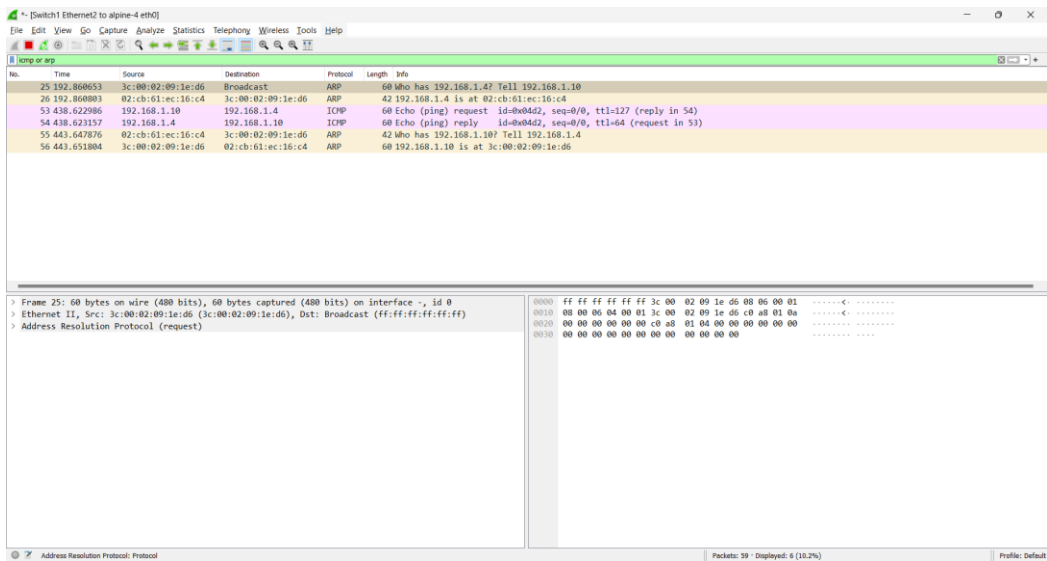 *- [Switch1 Ethernet2 to alpine-4 eth0]
File Edit View Go Capture Analyze Statistics Telephony Wireless Tools Help
icmp or arp
No. Time Source Destination Protocol Length Info
25 192.860653 3c:00:02:09:1e:d6 Broadcast ARP 60 Who has 192.168.1.4? Tell 192.168.1.10
26 192.860803 02:cb:61:ec:16:c4 3c:00:02:09:1e:d6 ARP 42 192.168.1.4 is at 02:cb:61:ec:16:c4
53 438.622986 192.168.1.10 192.168.1.4 ICMP 60 Echo (ping) request id=0x04d2, seq=0/0, ttl=127 (reply in 54)
54 438.623157 192.168.1.4 192.168.1.10 ICMP 60 Echo (ping) reply id=0x04d2, seq=0/0, ttl=64 (request in 53)
55 443.647876 02:cb:61:ec:16:c4 3c:00:02:09:1e:d6 ARP 42 Who has 192.168.1.10? Tell 192.168.1.4
56 443.651804 3c:00:02:09:1e:d6 02:cb:61:ec:16:c4 ARP 60 192.168.1.10 is at 3c:00:02:09:1e:d6
> Frame 25: 60 bytes on wire (480 bits), 60 bytes captured (480 bits) on interface -, id 0
> Ethernet II, Src: 3c:00:02:09:1e:d6 (3c:00:02:09:1e:d6), Dst: Broadcast (ff:ff:ff:ff:ff:ff)
> Address Resolution Protocol (request)
0000 ff ff ff ff ff ff 3c 00 02 09 1e d6 08 06 00 01 ······<· ········
0010 08 00 06 04 00 01 3c 00 02 09 1e d6 c0 a8 01 0a ······<· ········
0020 00 00 00 00 00 00 c0 a8 01 04 00 00 00 00 00 00 ········ ········
0030 00 00 00 00 00 00 00 00 00 00 00 00 ········ ····
Address Resolution Protocol: Protocol
Packets: 59 · Displayed: 6 (10.2%)
Profile: Default